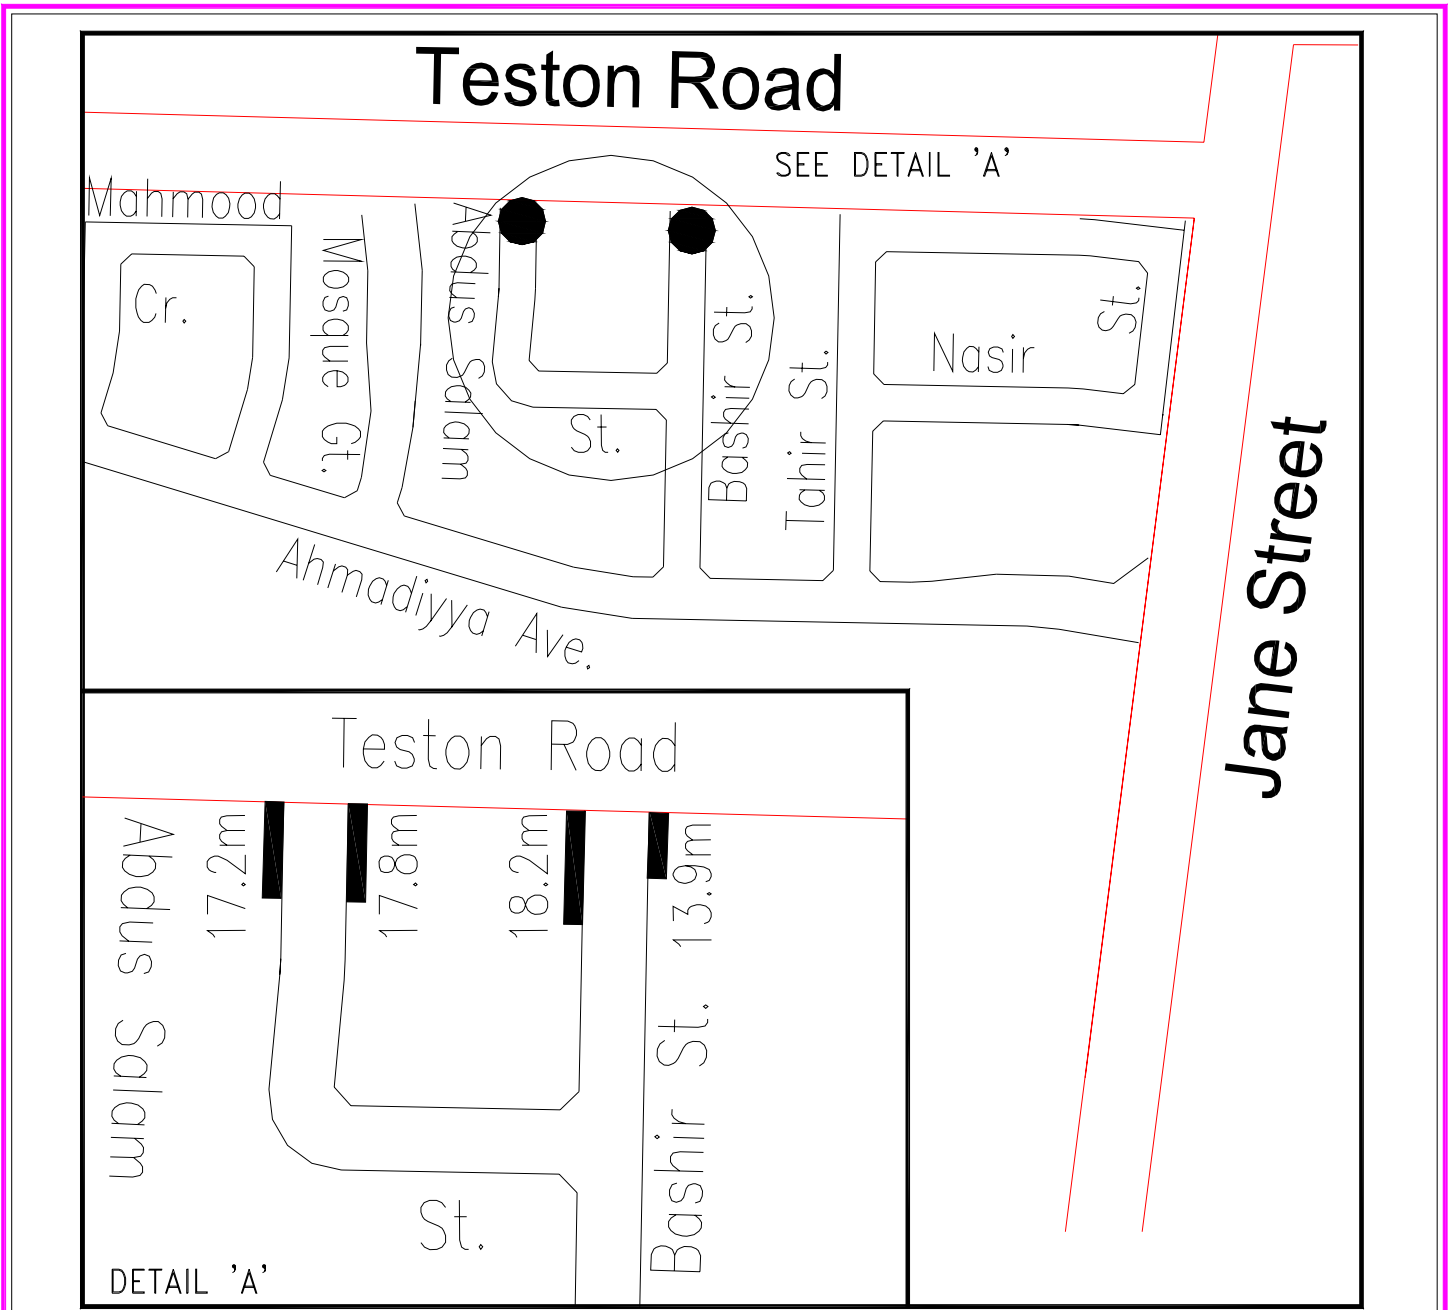 Teston Road
SEE DETAIL 'A'
Mahmood
Cr.
Mosque Gt.
Abdus Salam
St.
Bashir St.
Tahir St.
Nasir
St.
Jane Street
Ahmadiyya Ave.
Teston Road
Abdus Salam
17.2m
17.8m
18.2m
13.9m
Bashir St.
St.
DETAIL 'A'